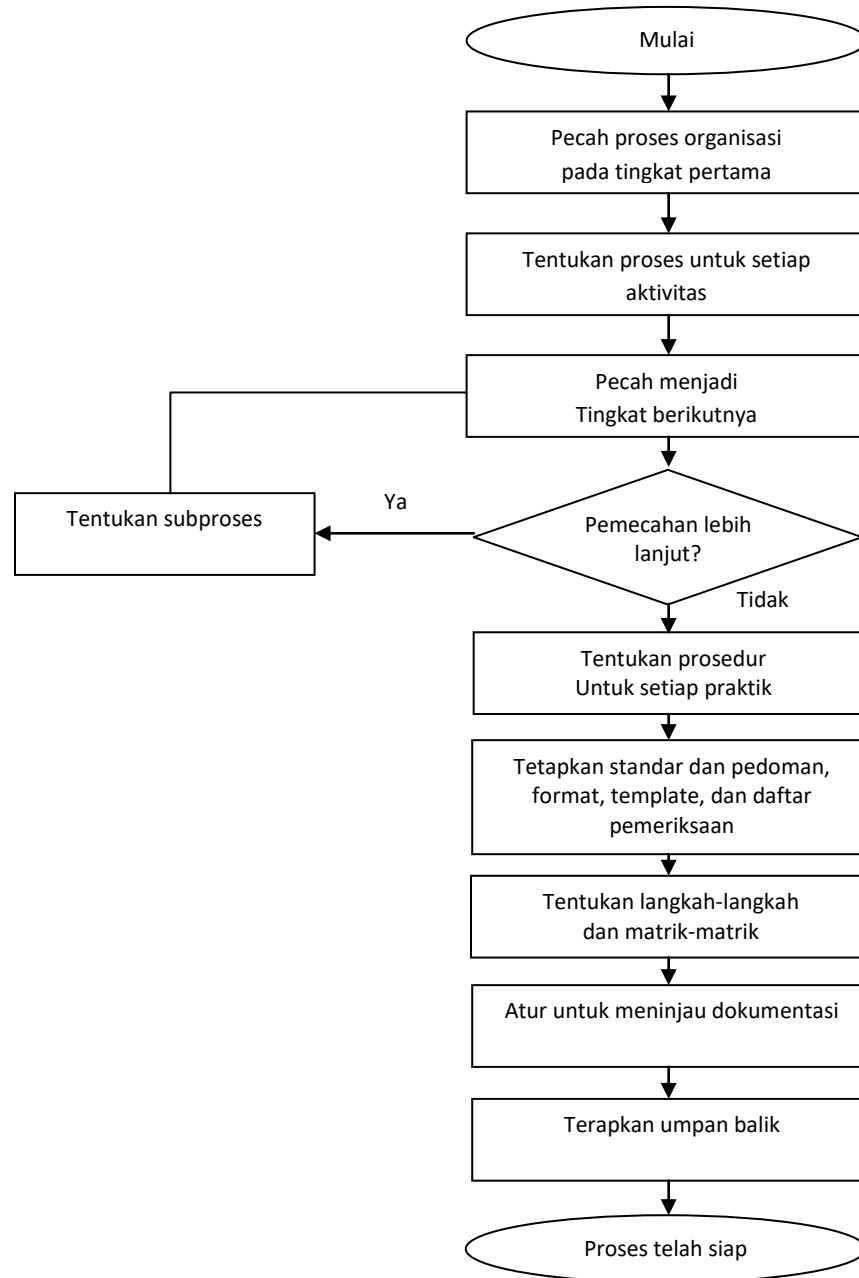 Mulai
Pecah proses organisasi
pada tingkat pertama
Tentukan proses untuk setiap
aktivitas
Pecah menjadi
Tingkat berikutnya
Tentukan subproses
Ya
Pemecahan lebih
lanjut?
Tidak
Tentukan prosedur
Untuk setiap praktik
Tetapkan standar dan pedoman,
format, template, dan daftar
pemeriksaan
Tentukan langkah-langkah
dan matrik-matrik
Atur untuk meninjau dokumentasi
Terapkan umpan balik
Proses telah siap